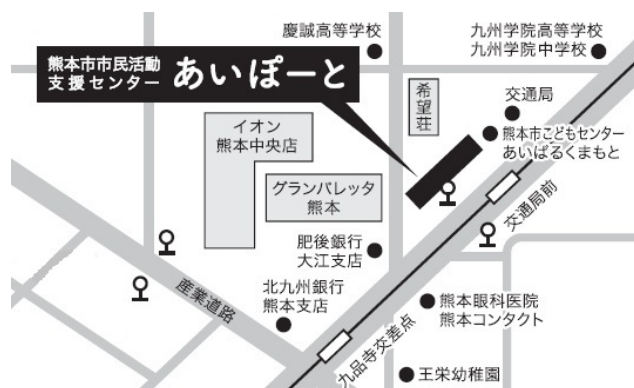 慶誠高等学校
九州学院高等学校
九州学院中学校
熊本市市民活動
支援センター
あいぽーと
希望荘
交通局
熊本市こどもセンター
あいぱるくまもと
イオン
熊本中央店
グランパレッタ
熊本
交通局前
肥後銀行
大江支店
産業道路
北九州銀行
熊本支店
熊本眼科医院
熊本コンタクト
九品寺交差点
王栄幼稚園